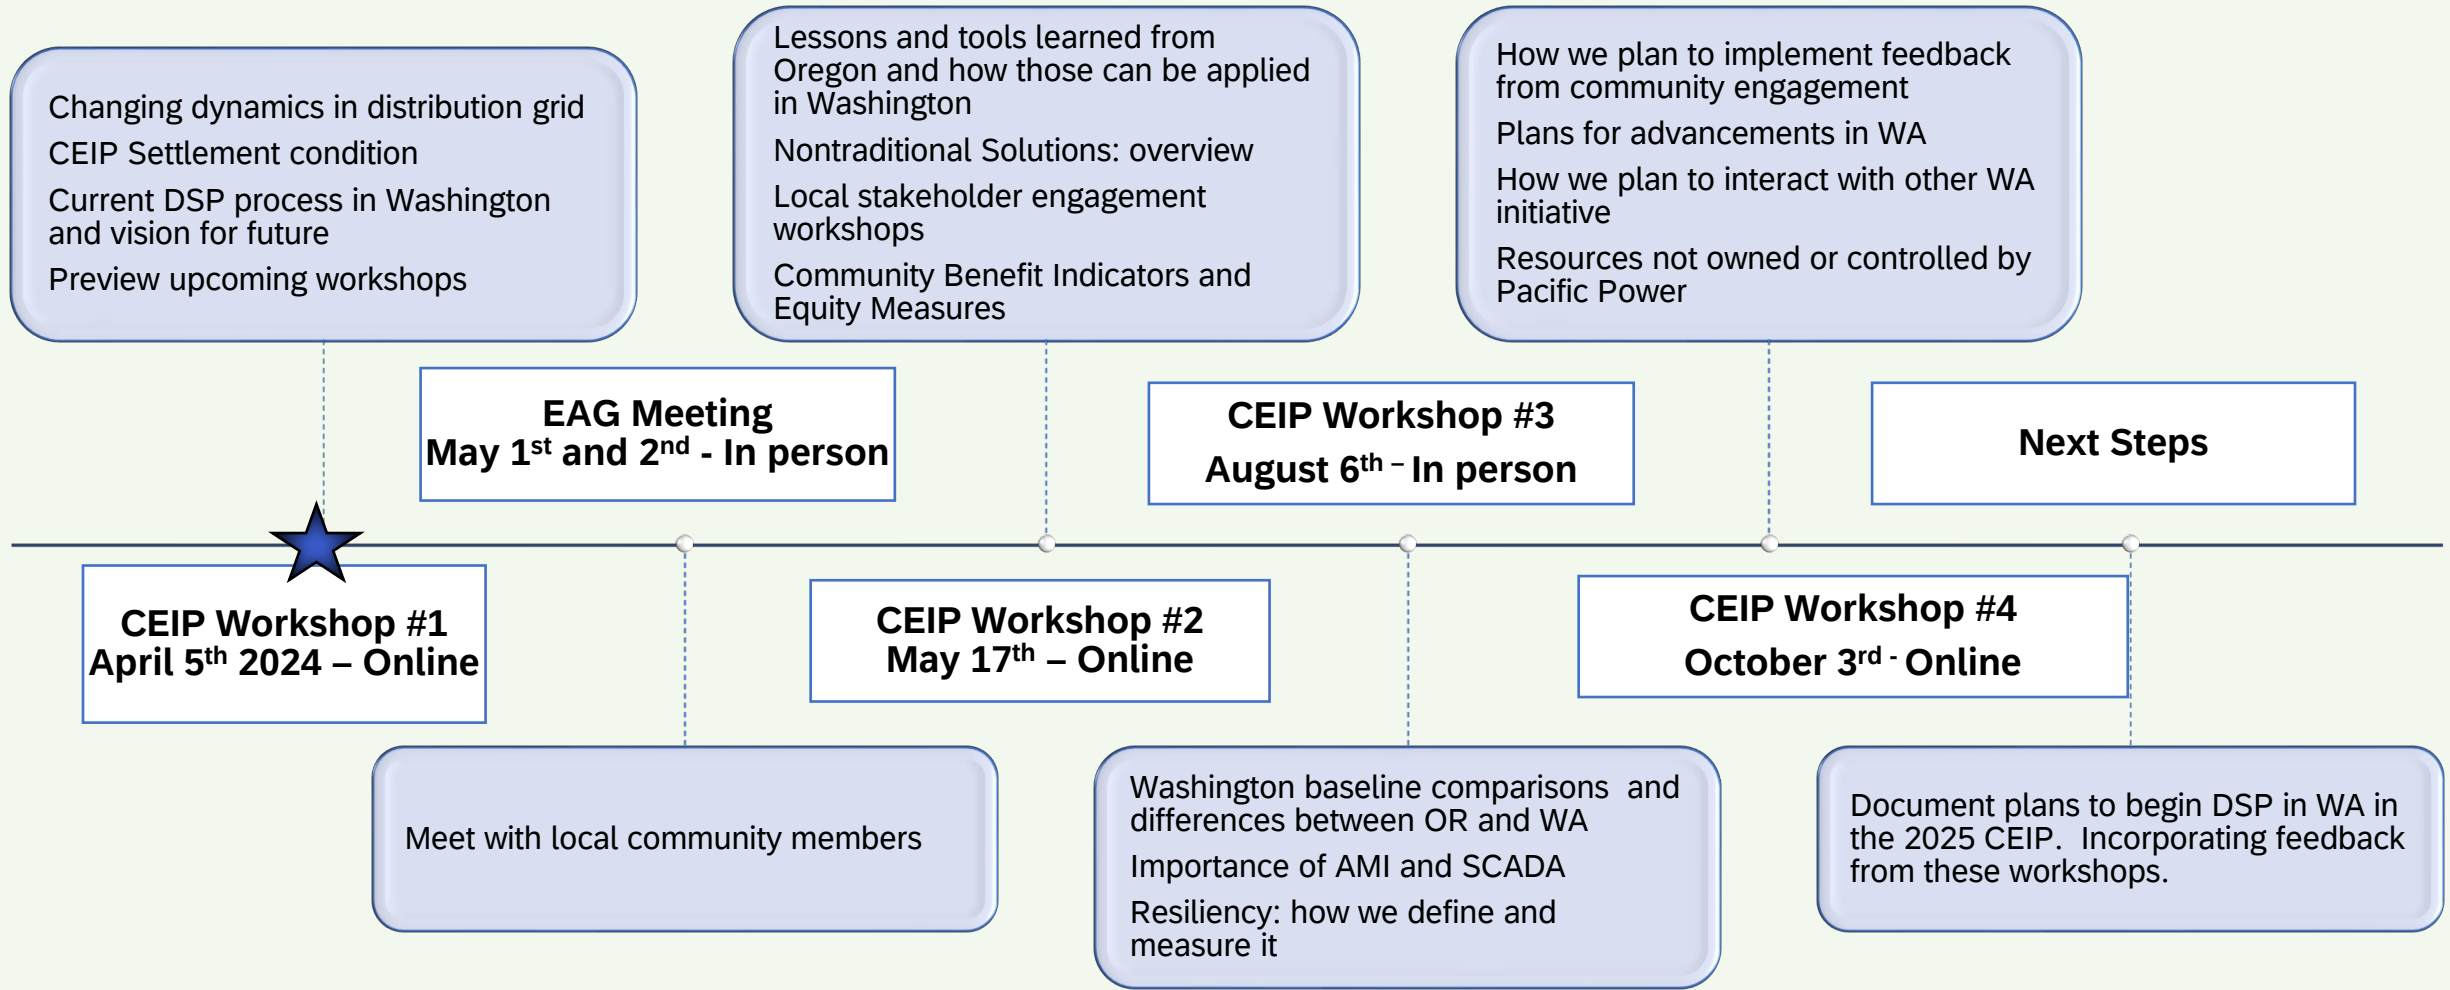 Changing dynamics in distribution grid
CEIP Settlement condition
Current DSP process in Washington
and vision for future
Preview upcoming workshops
CEIP Workshop #1
April 5th 2024 – Online
EAG Meeting
May 1st and 2nd - In person
Meet with local community members
Lessons and tools learned from
Oregon and how those can be applied
in Washington
Nontraditional Solutions: overview
Local stakeholder engagement
workshops
Community Benefit Indicators and
Equity Measures
CEIP Workshop #2
May 17th – Online
CEIP Workshop #3
August 6th – In person
Washington baseline comparisons  and
differences between OR and WA
Importance of AMI and SCADA
Resiliency: how we define and
measure it
How we plan to implement feedback
from community engagement
Plans for advancements in WA
How we plan to interact with other WA
initiative
Resources not owned or controlled by
Pacific Power
CEIP Workshop #4
October 3rd - Online
Next Steps
Document plans to begin DSP in WA in
the 2025 CEIP.  Incorporating feedback
from these workshops.